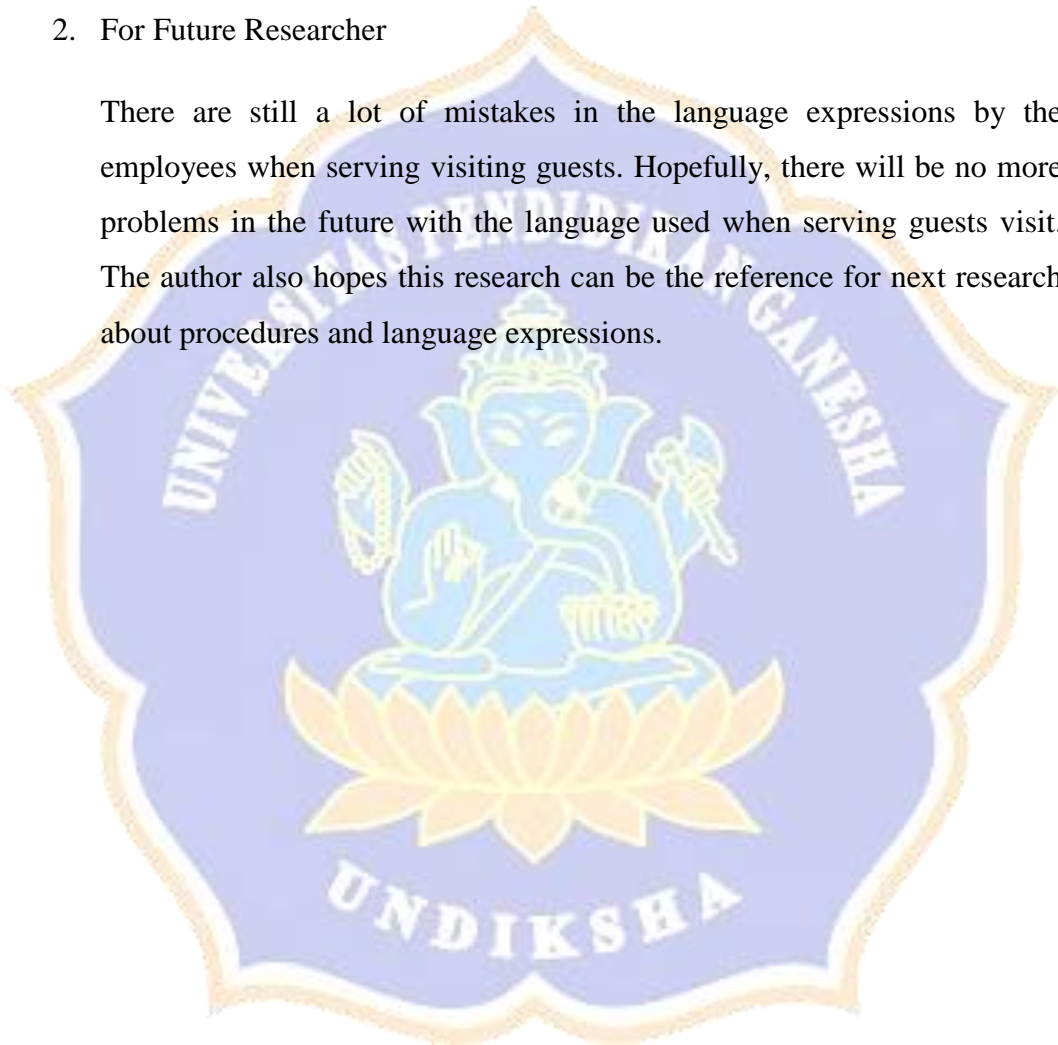 2. For Future Researcher
There are still a lot of mistakes in the language expressions by the
employees when serving visiting guests. Hopefully, there will be no more
problems in the future with the language used when serving guests visit.
The author also hopes this research can be the reference for next research
about procedures and language expressions.
UNIVERSITAS PENDIDIKAN GANESHA
UNDIKSHA